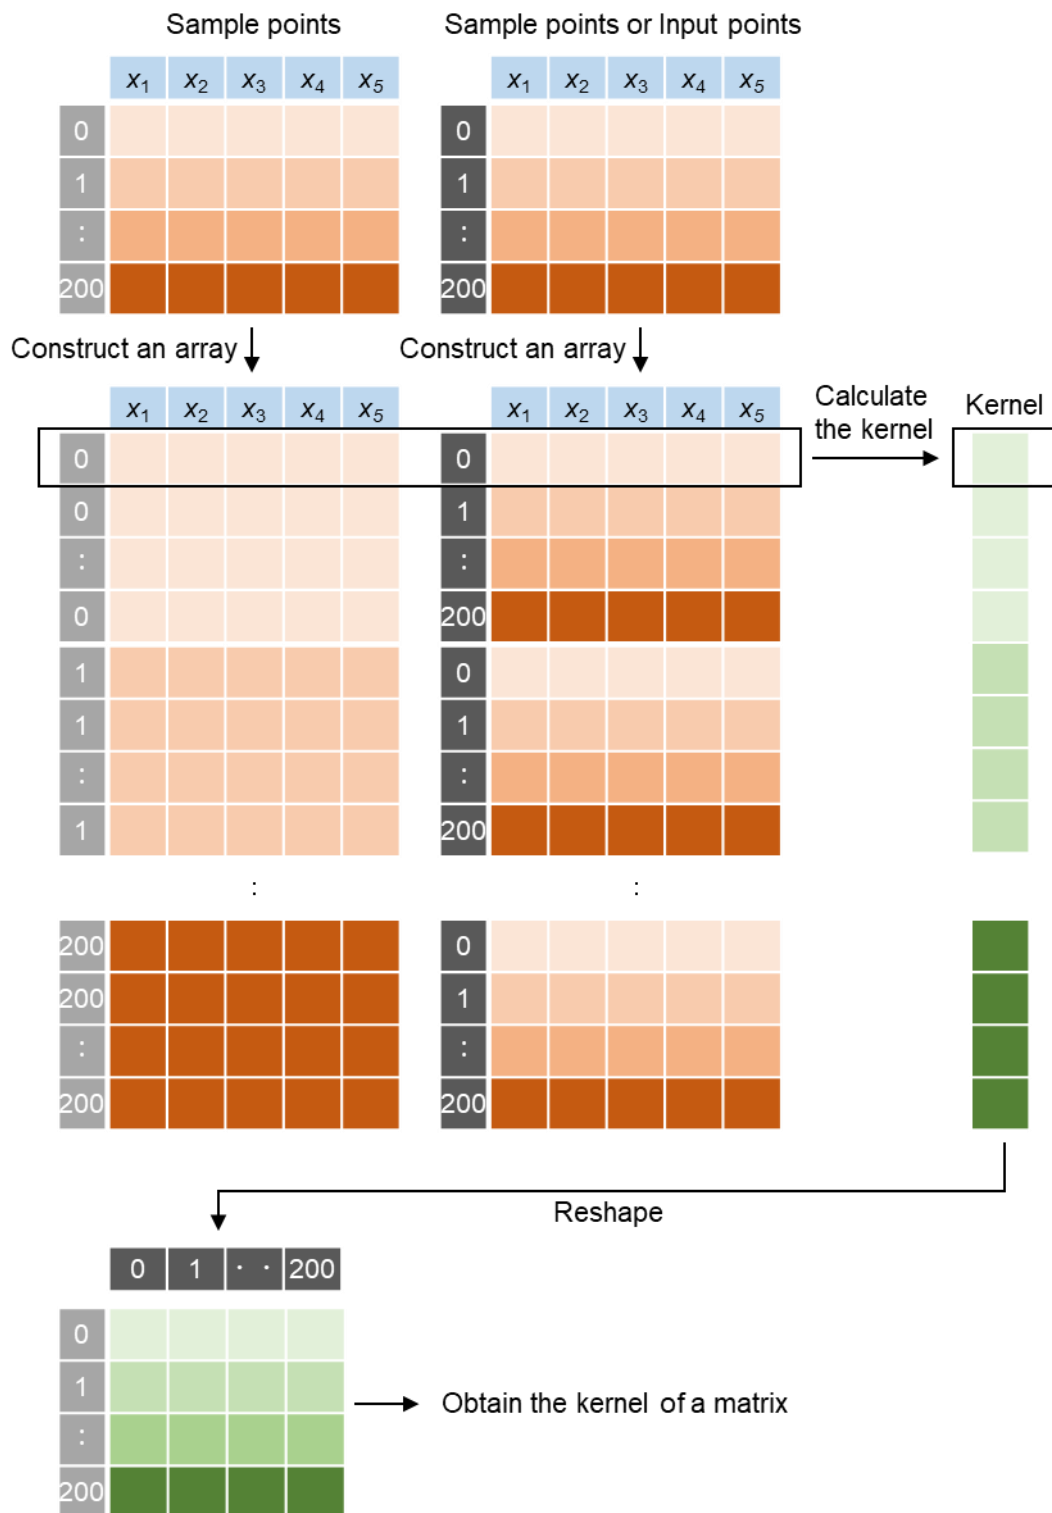 Sample points Sample points or Input points
x1 x2 x3 x4 x5 x1 x2 x3 x4 x5
0 0
1 1
: :
200 200
Construct an array Construct an array
x1 x2 x3 x4 x5 x1 x2 x3 x4 x5 Calculate the kernel Kernel
0 0
0 1
: :
0 200
1 0
1 1
: :
1 200
: :
200 0
200 1
: :
200 200
Reshape
0 1 · · 200
0
1 Obtain the kernel of a matrix
:
200